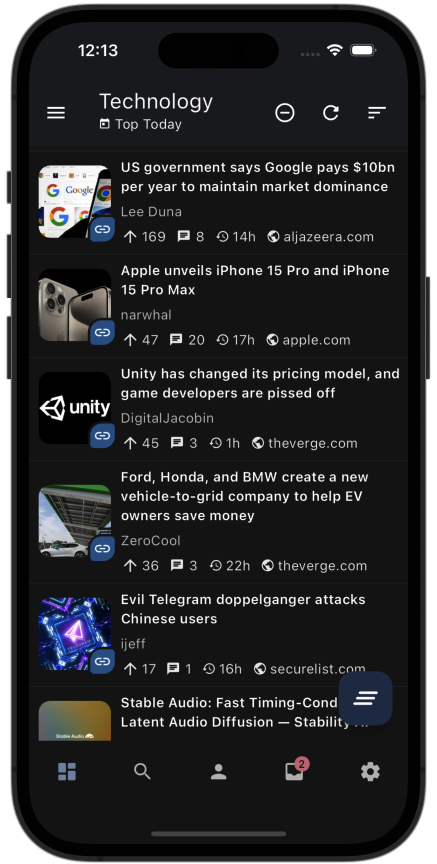 12:13
Technology
Top Today
US government says Google pays $10bn
per year to maintain market dominance
Google
G
G
Lee Duna
169 8 14h aljazeera.com
Apple unveils iPhone 15 Pro and iPhone
15 Pro Max
narwhal
47 20 17h apple.com
Unity has changed its pricing model, and
game developers are pissed off
unity
DigitalJacobin
45 3 1h theverge.com
Ford, Honda, and BMW create a new
vehicle-to-grid company to help EV
owners save money
ZeroCool
36 3 22h theverge.com
Evil Telegram doppelganger attacks
Chinese users
ijeff
17 1 16h securelist.com
Stable Audio: Fast Timing-Cond
Latent Audio Diffusion — Stability
Stable Audio
2